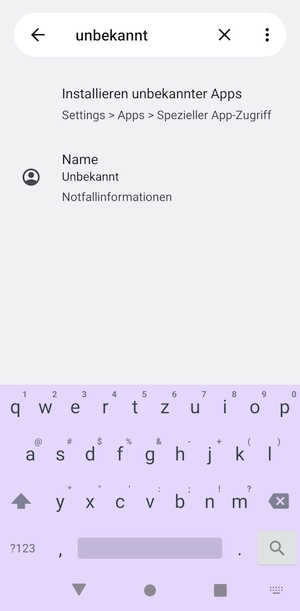 unbekannt
Installieren unbekannter Apps
Settings > Apps > Spezieller App-Zugriff
Name
Unbekannt
Notfallinformationen
1 2 3 4 5 6 7 8 9 0
q w e r t z u i o p
@ # $ % & - + ( )
a s d f g h j k l
* " ' : ; ! ?
y x c v b n m
?123 , .